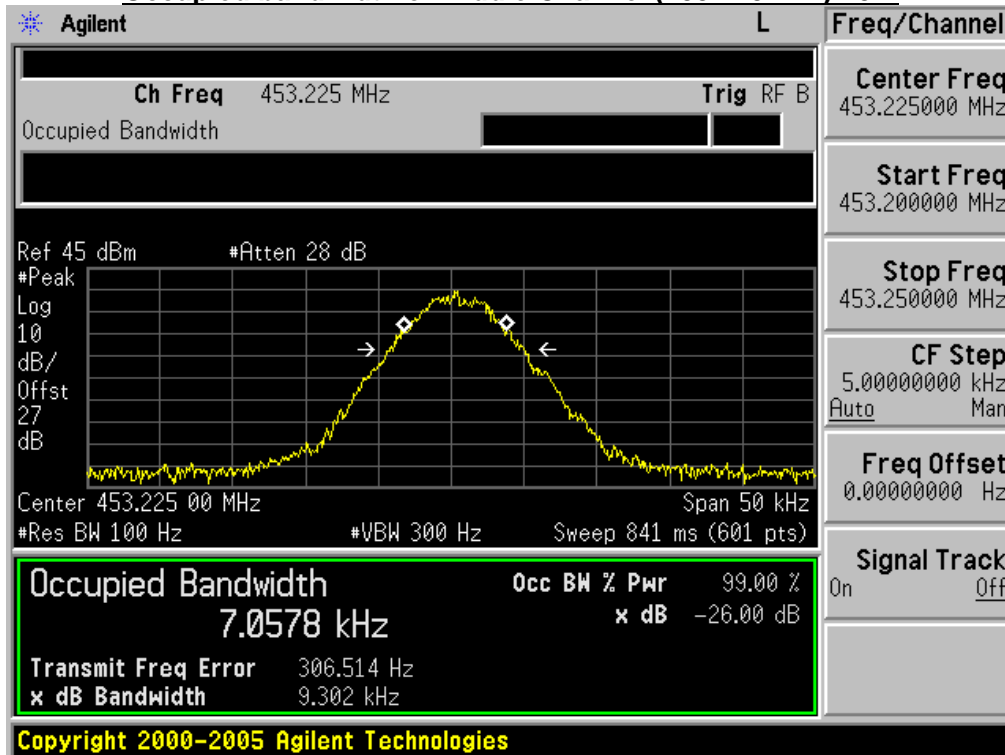 Agilent L Freq/Channel
Ch Freq 453.225 MHz Trig RF B
Occupied Bandwidth
Center Freq
453.225000 MHz
Start Freq
453.200000 MHz
Stop Freq
453.250000 MHz
CF Step
5.00000000 kHz
Auto Man
Freq Offset
0.00000000 Hz
Signal Track
On Off
Ref 45 dBm #Atten 28 dB
#Peak
Log
10
dB/
Offst
27
dB
Center 453.225 00 MHz Span 50 kHz
#Res BW 100 Hz #VBW 300 Hz Sweep 841 ms (601 pts)
Occupied Bandwidth Occ BW % Pwr 99.00 %
7.0578 kHz x dB -26.00 dB
Transmit Freq Error 306.514 Hz
x dB Bandwidth 9.302 kHz
Copyright 2000-2005 Agilent Technologies